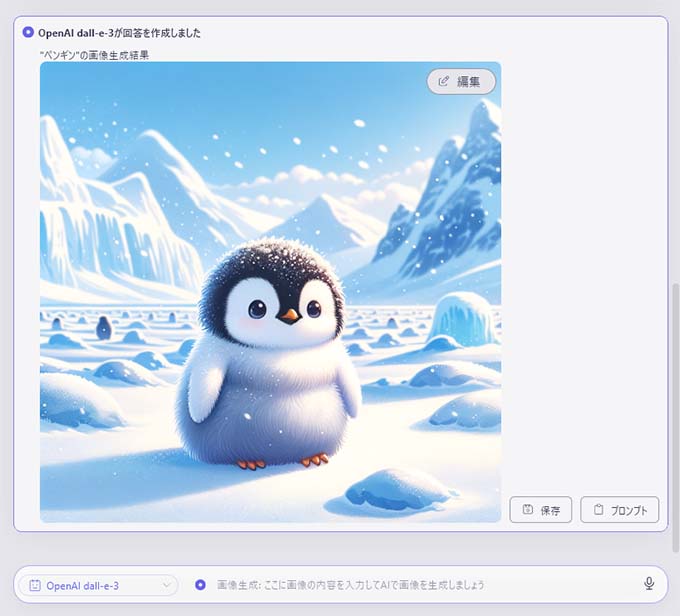 OpenAI dall-e-3が回答を作成しました
"ペンギン"の画像生成結果
編集
保存
プロンプト
OpenAI dall-e-3
画像生成: ここに画像の内容を入力してAIで画像を生成しましょう